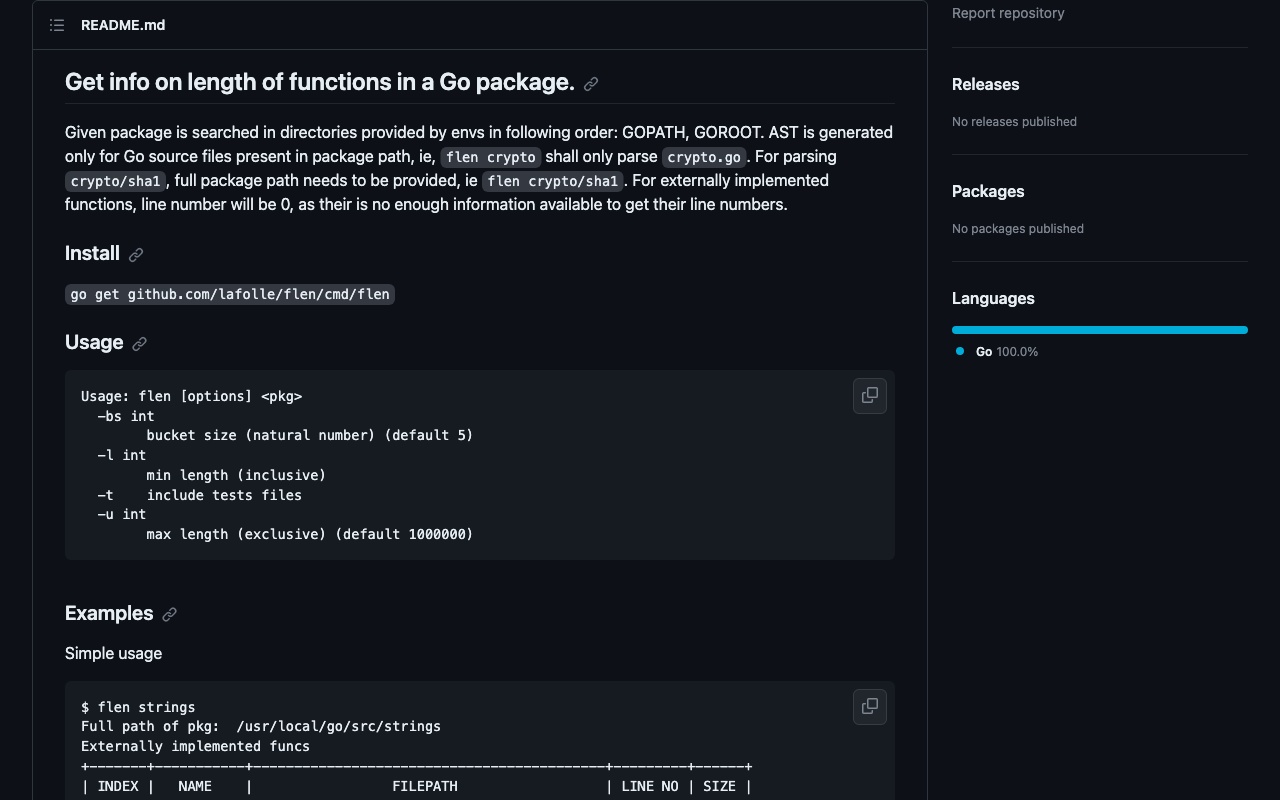 README.md
Get info on length of functions in a Go package.
Given package is searched in directories provided by envs in following order: GOPATH, GOROOT. AST is generated
only for Go source files present in package path, ie, flen crypto shall only parse crypto.go. For parsing
crypto/sha1, full package path needs to be provided, ie flen crypto/sha1. For externally implemented
functions, line number will be 0, as their is no enough information available to get their line numbers.
Install
go get github.com/lafolle/flen/cmd/flen
Usage
Usage: flen [options] <pkg>
  -bs int
        bucket size (natural number) (default 5)
  -l int
        min length (inclusive)
  -t    include tests files
  -u int
        max length (exclusive) (default 1000000)
Examples
Simple usage
$ flen strings
Full path of pkg:  /usr/local/go/src/strings
Externally implemented funcs
+-------+-----------+-------------------------------------------+---------+------+
| INDEX |   NAME    |                 FILEPATH                  | LINE NO | SIZE |
Report repository
Releases
No releases published
Packages
No packages published
Languages
Go 100.0%